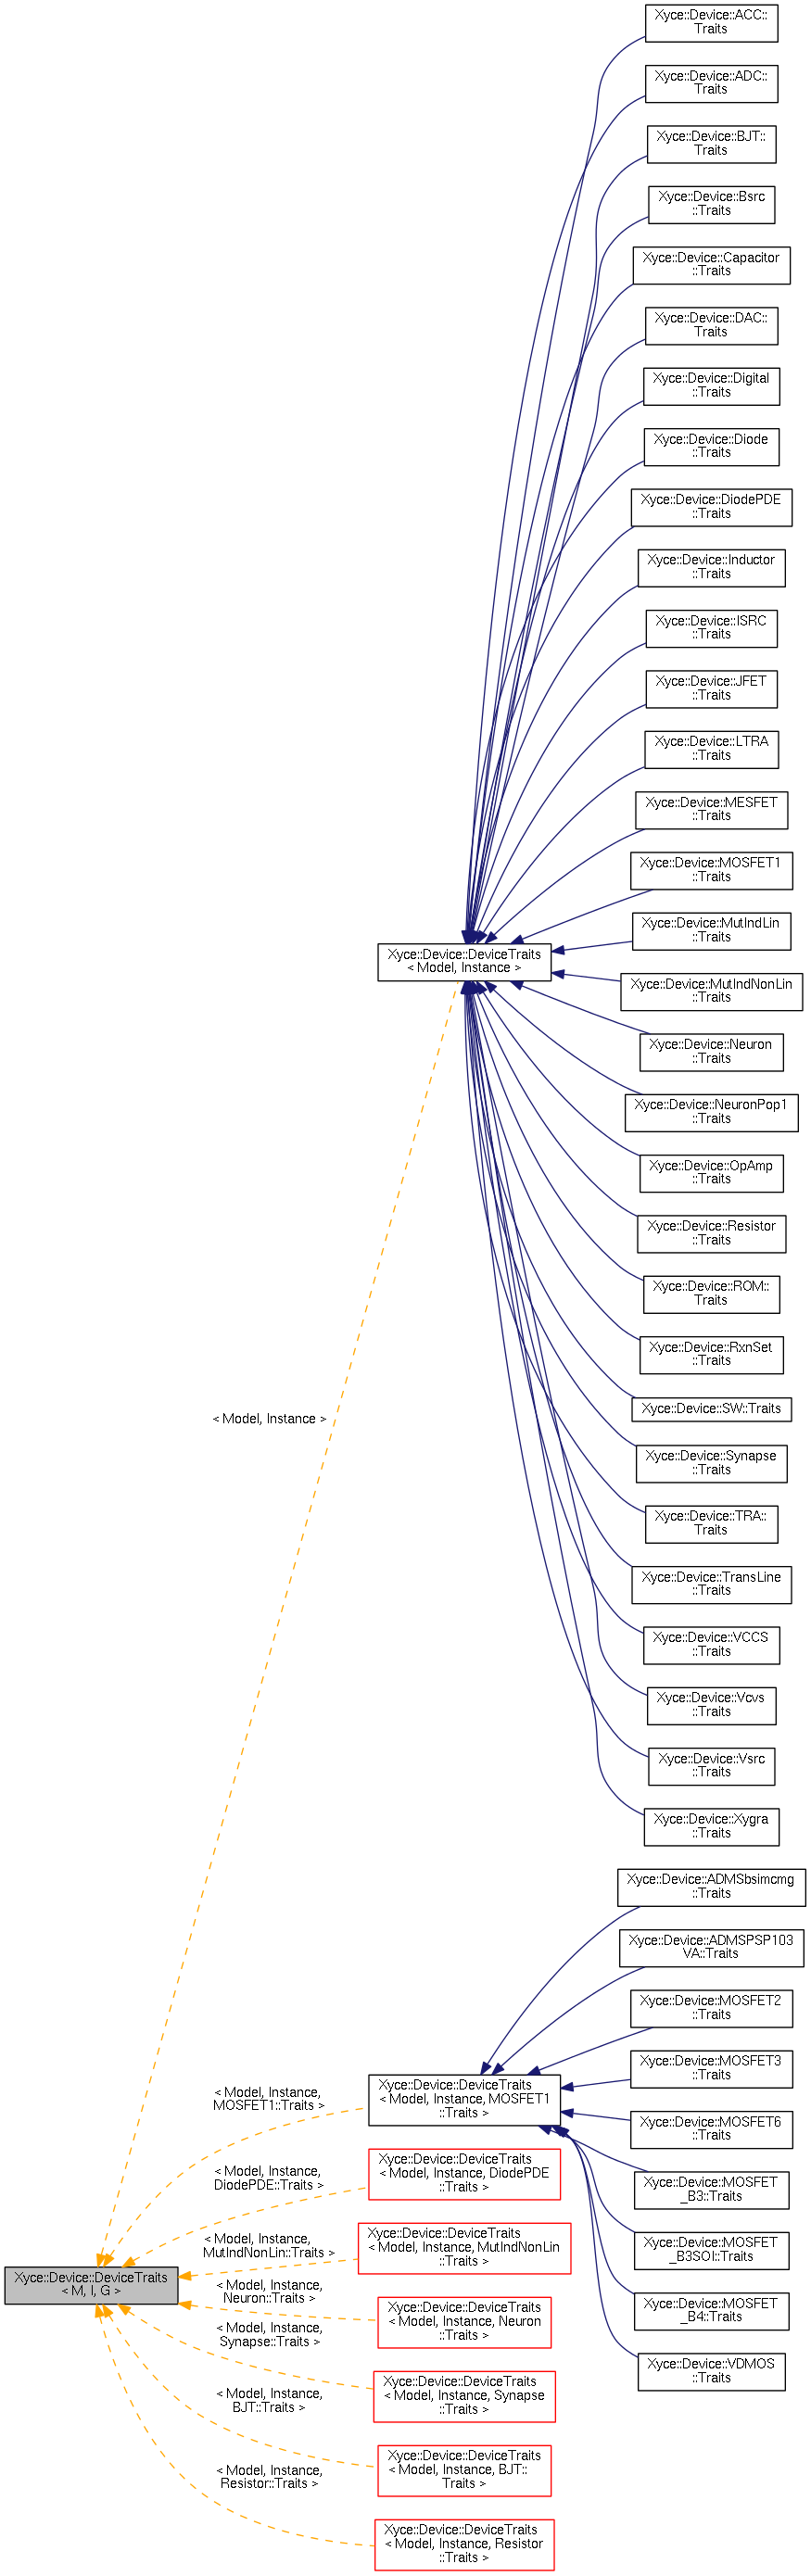 Xyce::Device::ACC::
Traits
Xyce::Device::ADC::
Traits
Xyce::Device::BJT::
Traits
Xyce::Device::Bsrc
::Traits
Xyce::Device::Capacitor
::Traits
Xyce::Device::DAC::
Traits
Xyce::Device::Digital
::Traits
Xyce::Device::Diode
::Traits
Xyce::Device::DiodePDE
::Traits
Xyce::Device::Inductor
::Traits
Xyce::Device::ISRC
::Traits
Xyce::Device::JFET
::Traits
Xyce::Device::LTRA
::Traits
Xyce::Device::MESFET
::Traits
Xyce::Device::MOSFET1
::Traits
Xyce::Device::MutIndLin
::Traits
Xyce::Device::DeviceTraits
< Model, Instance >
Xyce::Device::MutIndNonLin
::Traits
Xyce::Device::Neuron
::Traits
Xyce::Device::NeuronPop1
::Traits
Xyce::Device::OpAmp
::Traits
Xyce::Device::Resistor
::Traits
Xyce::Device::ROM::
Traits
Xyce::Device::RxnSet
::Traits
Xyce::Device::SW::Traits
< Model, Instance >
Xyce::Device::Synapse
::Traits
Xyce::Device::TRA::
Traits
Xyce::Device::TransLine
::Traits
Xyce::Device::VCCS
::Traits
Xyce::Device::Vcvs
::Traits
Xyce::Device::Vsrc
::Traits
Xyce::Device::Xygra
::Traits
Xyce::Device::ADMSbsimcmg
::Traits
Xyce::Device::ADMSPSP103
VA::Traits
Xyce::Device::MOSFET2
::Traits
Xyce::Device::MOSFET3
::Traits
< Model, Instance,
MOSFET1::Traits >
Xyce::Device::DeviceTraits
< Model, Instance, MOSFET1
::Traits >
Xyce::Device::MOSFET6
::Traits
< Model, Instance,
DiodePDE::Traits >
Xyce::Device::DeviceTraits
< Model, Instance, DiodePDE
::Traits >
Xyce::Device::MOSFET
_B3::Traits
< Model, Instance,
MutIndNonLin::Traits >
Xyce::Device::DeviceTraits
< Model, Instance, MutIndNonLin
::Traits >
Xyce::Device::MOSFET
_B3SOI::Traits
Xyce::Device::DeviceTraits
< M, I, G >
< Model, Instance,
Neuron::Traits >
Xyce::Device::DeviceTraits
< Model, Instance, Neuron
::Traits >
Xyce::Device::MOSFET
_B4::Traits
< Model, Instance,
Synapse::Traits >
Xyce::Device::DeviceTraits
< Model, Instance, Synapse
::Traits >
Xyce::Device::VDMOS
::Traits
< Model, Instance,
BJT::Traits >
Xyce::Device::DeviceTraits
< Model, Instance, BJT::
Traits >
< Model, Instance,
Resistor::Traits >
Xyce::Device::DeviceTraits
< Model, Instance, Resistor
::Traits >